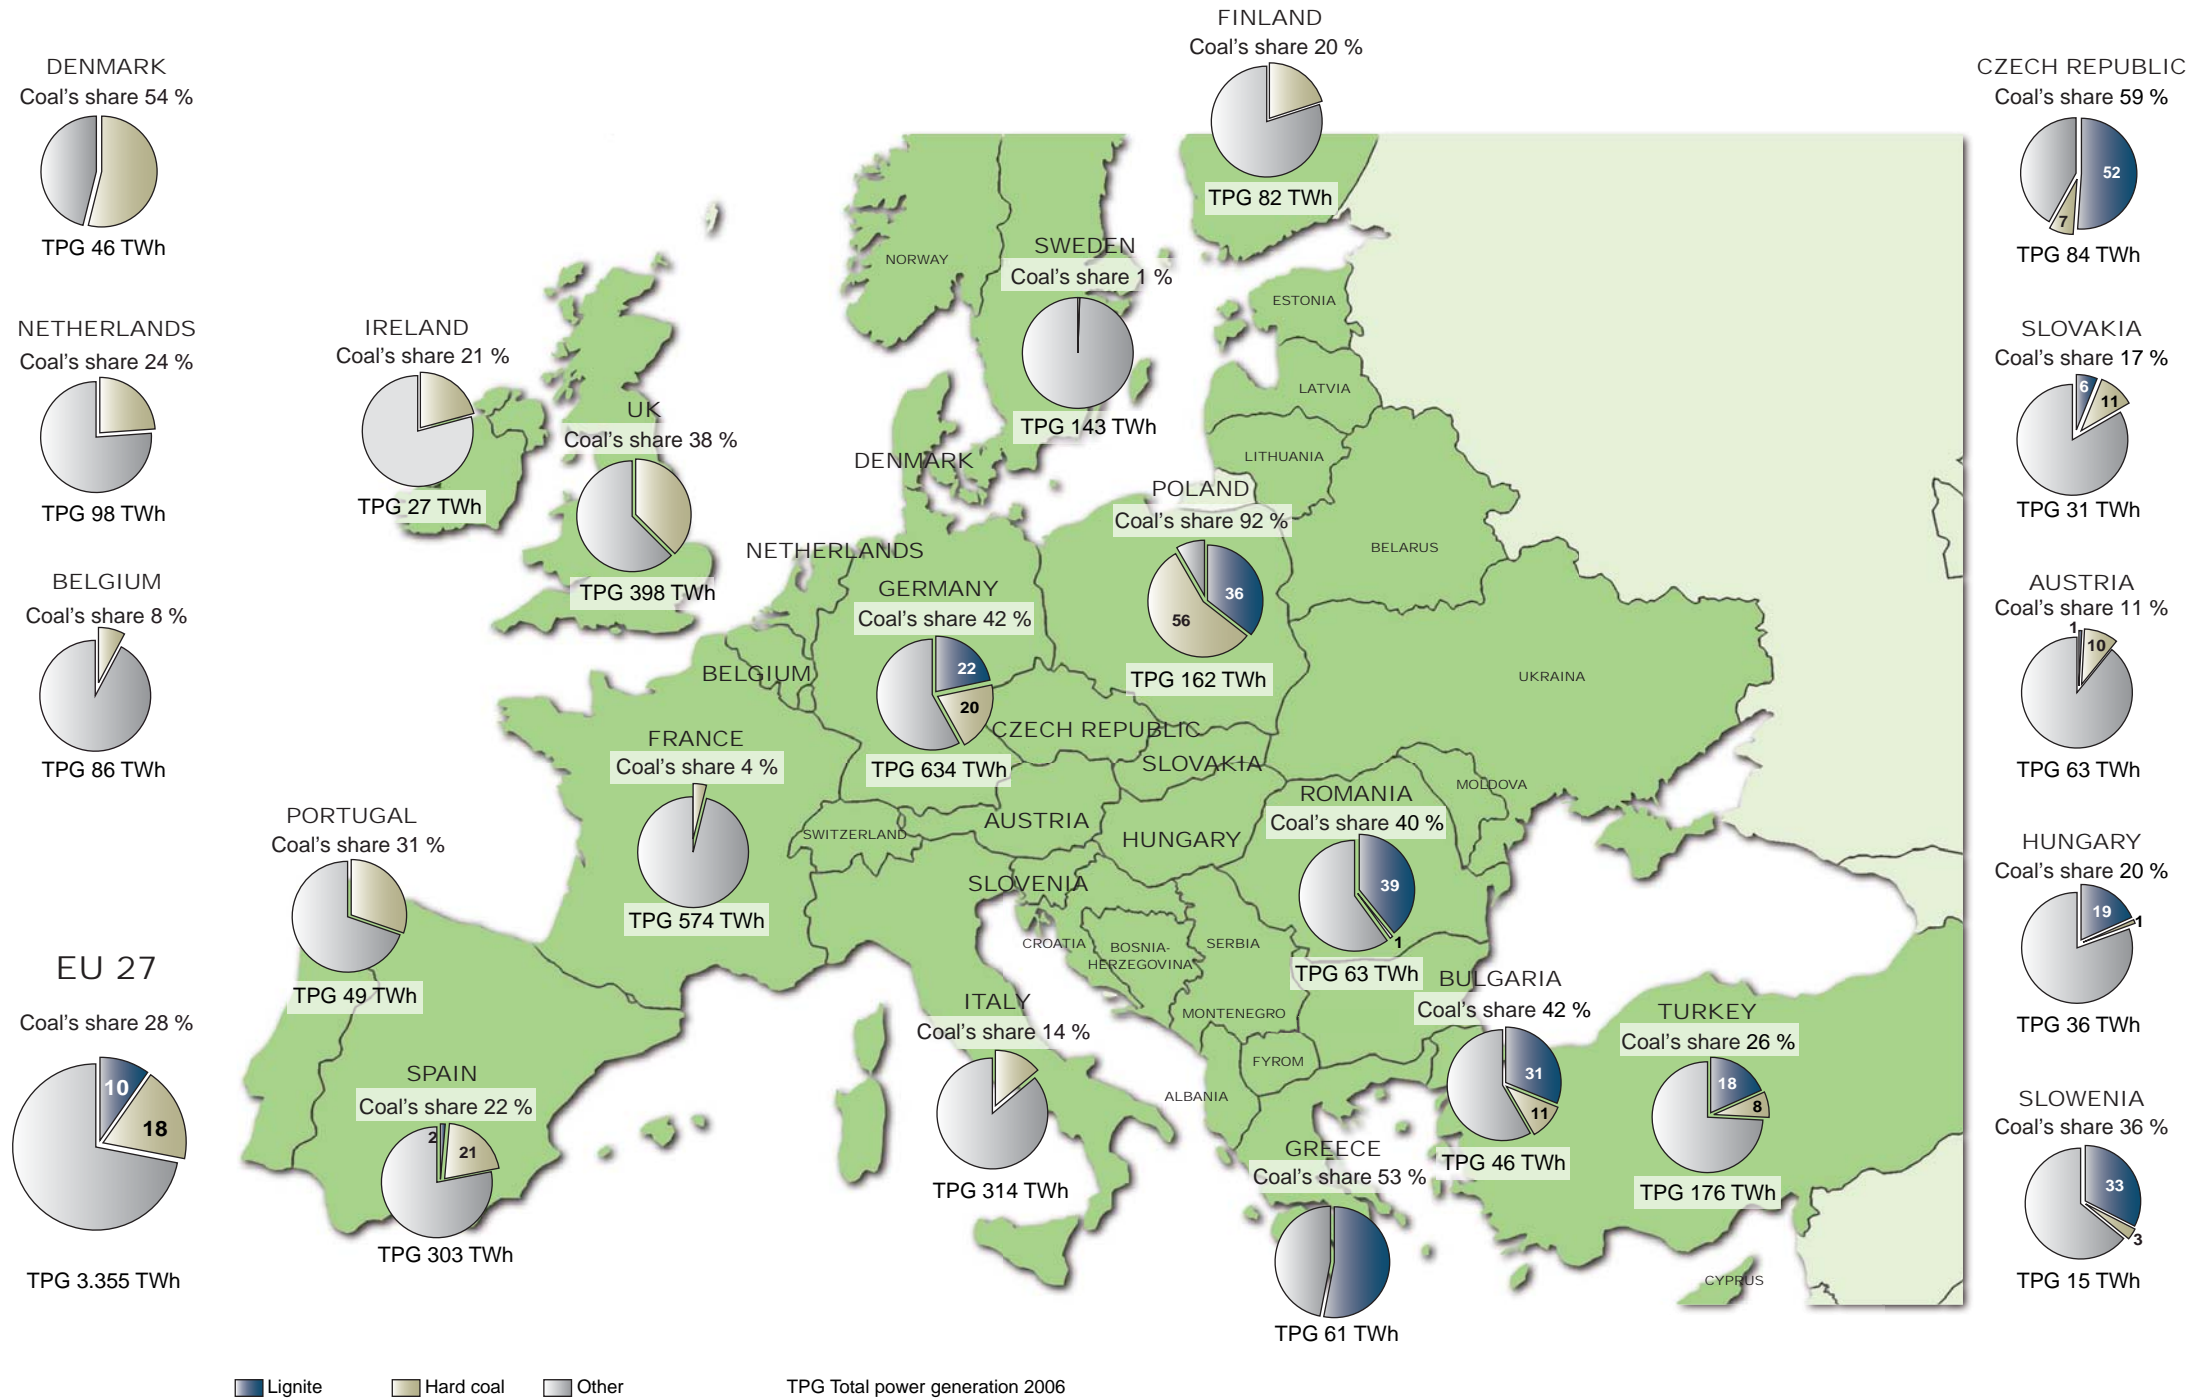 FINLAND
Coal's share 20 %
TPG 82 TWh
DENMARK
Coal's share 54 %
TPG 46 TWh
CZECH REPUBLIC
Coal's share 59 %
52
7
TPG 84 TWh
NORWAY
SWEDEN
Coal's share 1 %
TPG 143 TWh
ESTONIA
LATVIA
LITHUANIA
NETHERLANDS
Coal's share 24 %
TPG 98 TWh
IRELAND
Coal's share 21 %
TPG 27 TWh
UK
Coal's share 38 %
TPG 398 TWh
SLOVAKIA
Coal's share 17 %
6
11
TPG 31 TWh
DENMARK
POLAND
Coal's share 92 %
36
56
TPG 162 TWh
BELARUS
NETHERLANDS
GERMANY
Coal's share 42 %
22
20
TPG 634 TWh
BELGIUM
Coal's share 8 %
TPG 86 TWh
AUSTRIA
Coal's share 11 %
1
10
TPG 63 TWh
BELGIUM
UKRAINA
CZECH REPUBLIC
SLOVAKIA
FRANCE
Coal's share 4 %
TPG 574 TWh
MOLDOVA
ROMANIA
Coal's share 40 %
39
1
TPG 63 TWh
PORTUGAL
Coal's share 31 %
TPG 49 TWh
SWITZERLAND
AUSTRIA
HUNGARY
SLOVENIA
HUNGARY
Coal's share 20 %
19
1
TPG 36 TWh
CROATIA
BOSNIA-
HERZEGOVINA
SERBIA
MONTENEGRO
FYROM
ALBANIA
EU 27
Coal's share 28 %
10
18
TPG 3.355 TWh
SPAIN
Coal's share 22 %
2
21
TPG 303 TWh
ITALY
Coal's share 14 %
TPG 314 TWh
BULGARIA
Coal's share 42 %
31
11
TPG 46 TWh
TURKEY
Coal's share 26 %
18
8
TPG 176 TWh
GREECE
Coal's share 53 %
TPG 61 TWh
SLOWENIA
Coal's share 36 %
33
3
TPG 15 TWh
CYPRUS
Lignite
Hard coal
Other
TPG Total power generation 2006